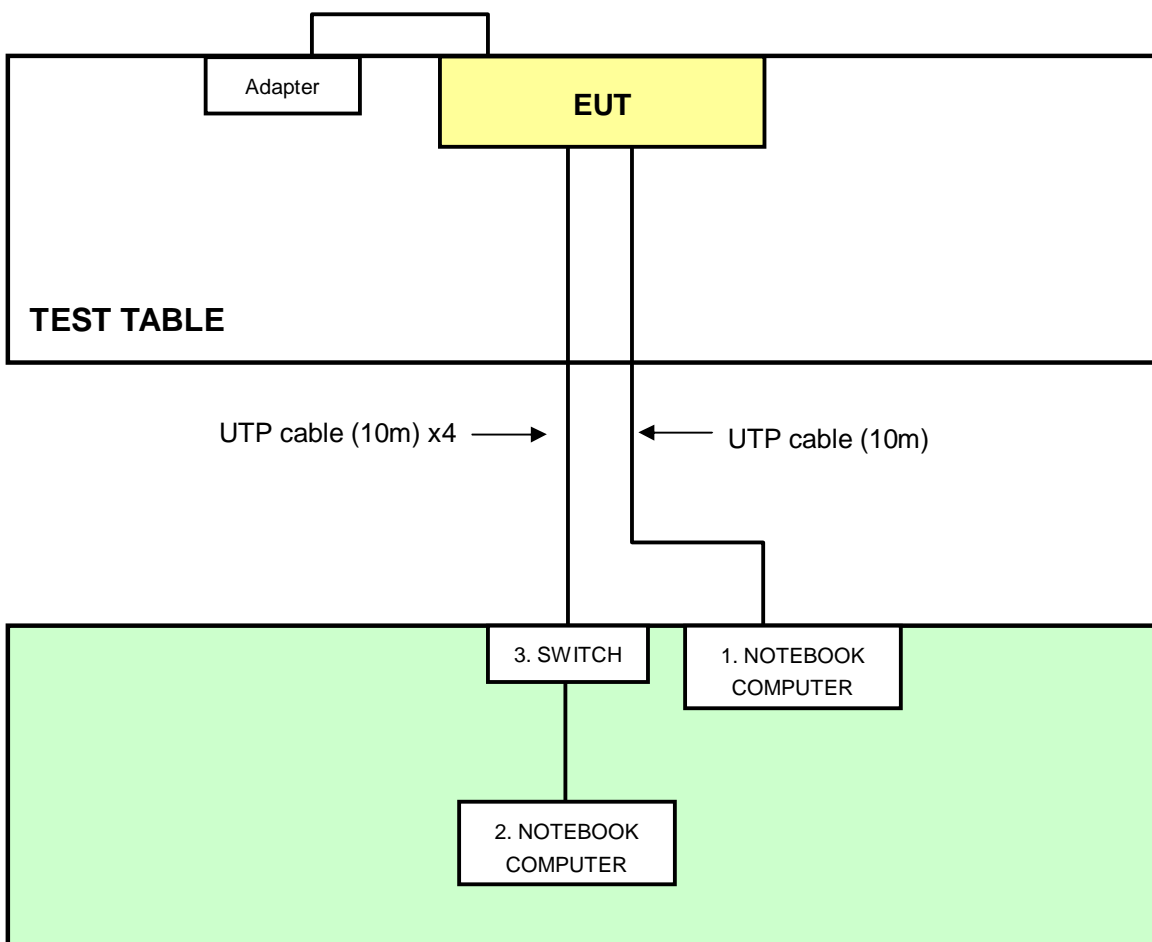 Adapter
EUT
TEST TABLE
UTP cable (10m) x4
UTP cable (10m)
3. SWITCH
1. NOTEBOOK
COMPUTER
2. NOTEBOOK
COMPUTER